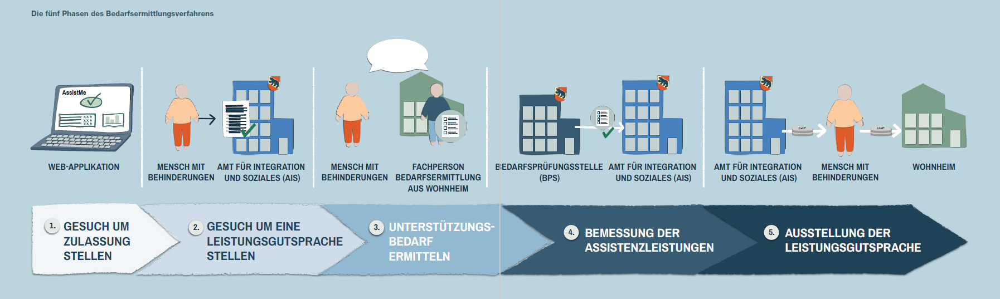 Die fünf Phasen des Bedarfsermittlungsverfahrens
AssistMe
WEB-APPLIKATION
MENSCH MIT
BEHINDERUNGEN
AMT FÜR INTEGRATION
UND SOZIALES (AIS)
MENSCH MIT
BEHINDERUNGEN
FACHPERSON
BEDARFSERMITTLUNG
AUS WOHNHEIM
BEDARFSPRÜFUNGSSTELLE
(BPS)
AMT FÜR INTEGRATION
UND SOZIALES (AIS)
AMT FÜR INTEGRATION
UND SOZIALES (AIS)
CHF
MENSCH MIT
BEHINDERUNGEN
CHF
WOHNHEIM
1. GESUCH UM
ZULASSUNG
STELLEN
2. GESUCH UM EINE
LEISTUNGSGUTSPRACHE
STELLEN
3. UNTERSTÜTZUNGS-
BEDARF
ERMITTELN
4. BEMESSUNG DER
ASSISTENZLEISTUNGEN
5. AUSSTELLUNG DER
LEISTUNGSGUTSPRACHE